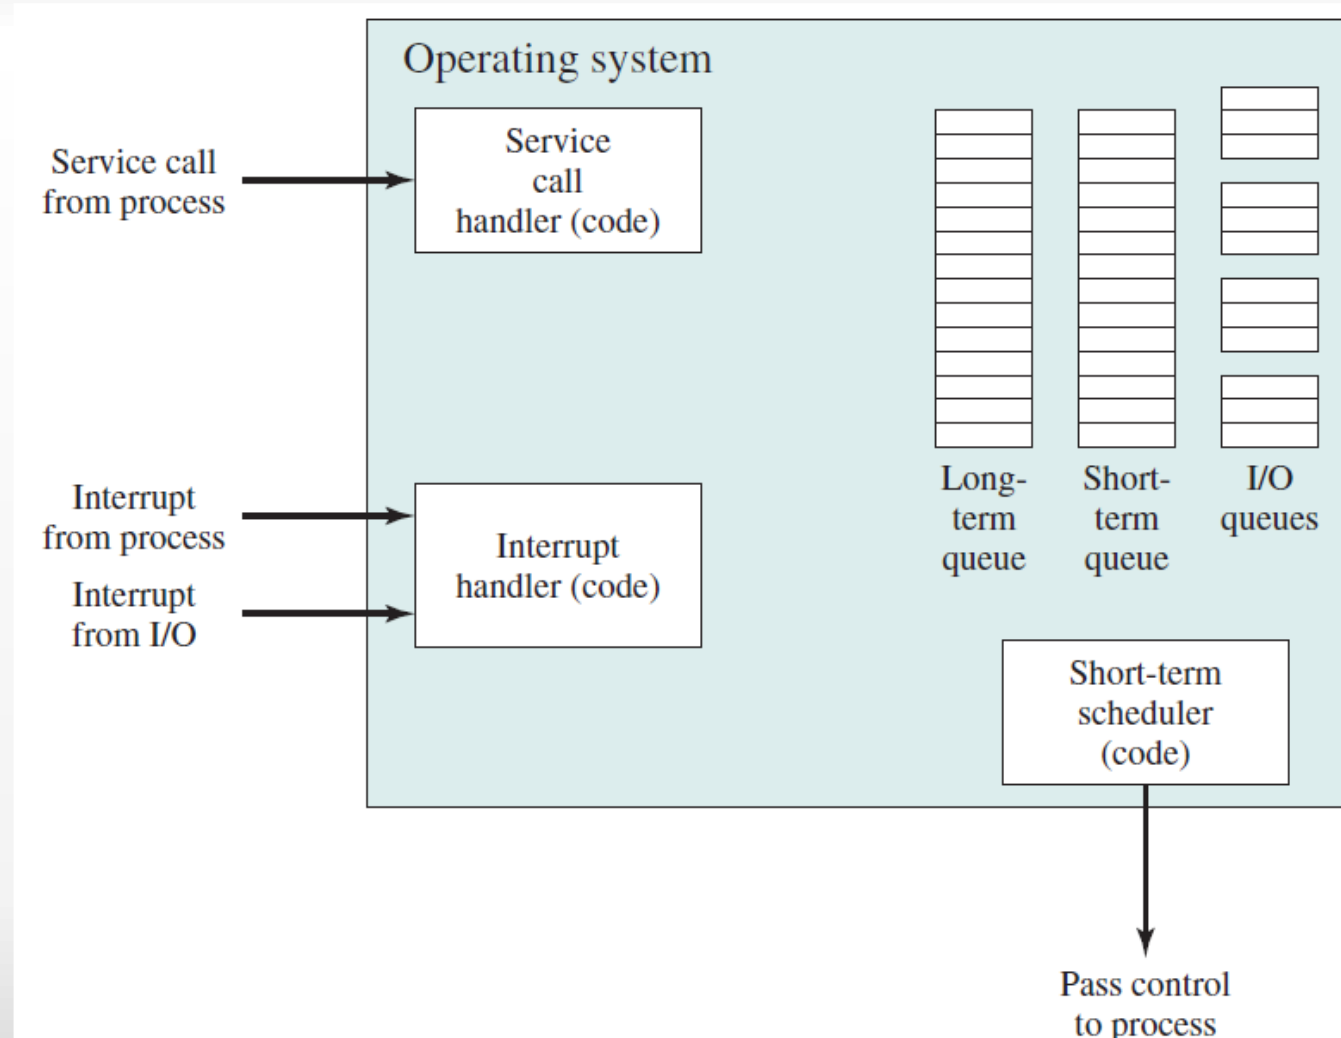 Operating system
Service call
from process
Service
call
handler (code)
Interrupt
from process
Interrupt
from I/O
Interrupt
handler (code)
Long-
term
queue
Short-
term
queue
I/O
queues
Short-term
scheduler
(code)
Pass control
to process